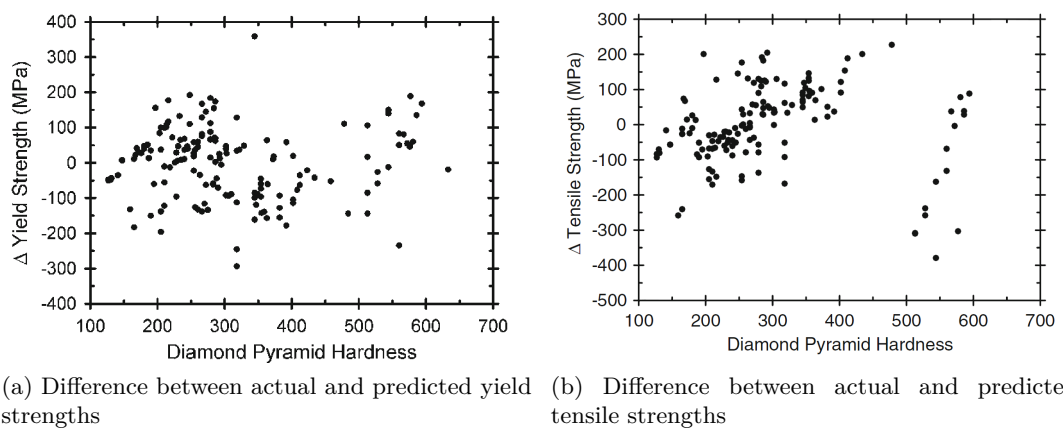 400
300
200
100
0
-100
-200
-300
-400
Δ Yield Strength (MPa)
100 200 300 400 500 600 700
Diamond Pyramid Hardness
(a) Difference between actual and predicted yield
strengths
300
200
100
0
-100
-200
-300
-400
-500
Δ Tensile Strength (MPa)
100 200 300 400 500 600 700
Diamond Pyramid Hardness
(b) Difference between actual and predicte
tensile strengths